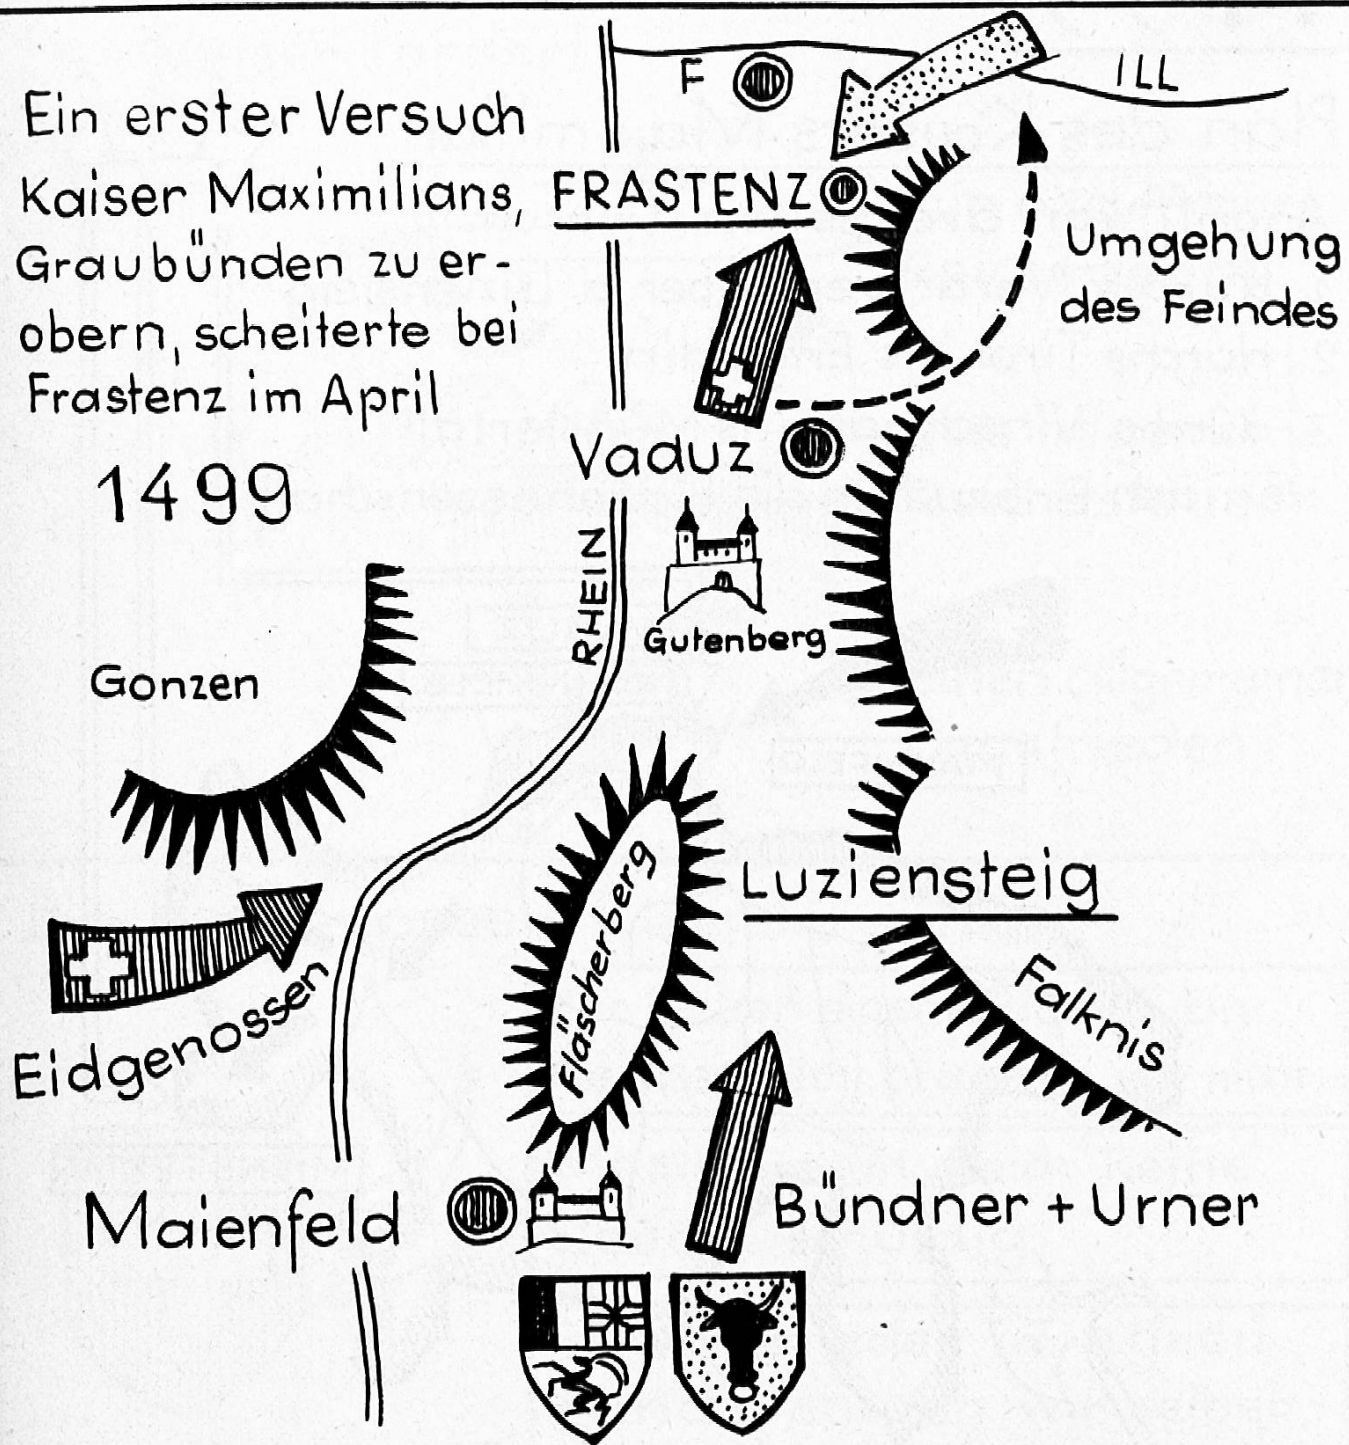 Ein erster Versuch
Kaiser Maximilians,
Graubünden zu er-
obern, scheiterte bei
Frastenz im April
1499
F
ILL
FRASTENZ
Umgehung
des Feindes
Vaduz
RHEIN
Gutenberg
Gonzen
Fläscherberg
Luziensteig
Falknis
Eidgenossen
Maienfeld
Bündner + Urner